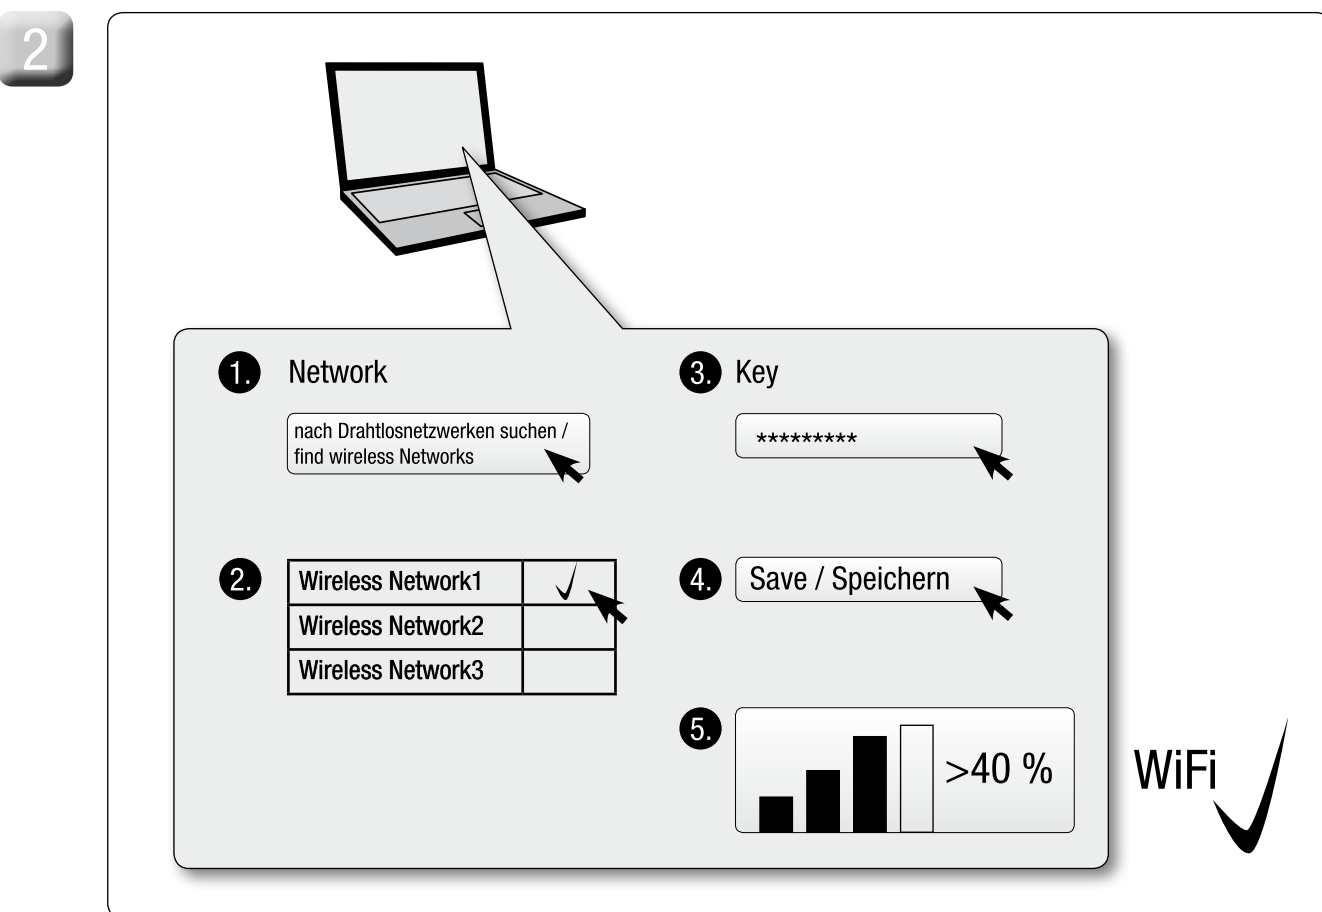 2
1. Network
nach Drahtlosnetzwerken suchen /
find wireless Networks
2. Wireless Network1
Wireless Network2
Wireless Network3
3. Key
*********
4. Save / Speichern
5. >40 %
WiFi